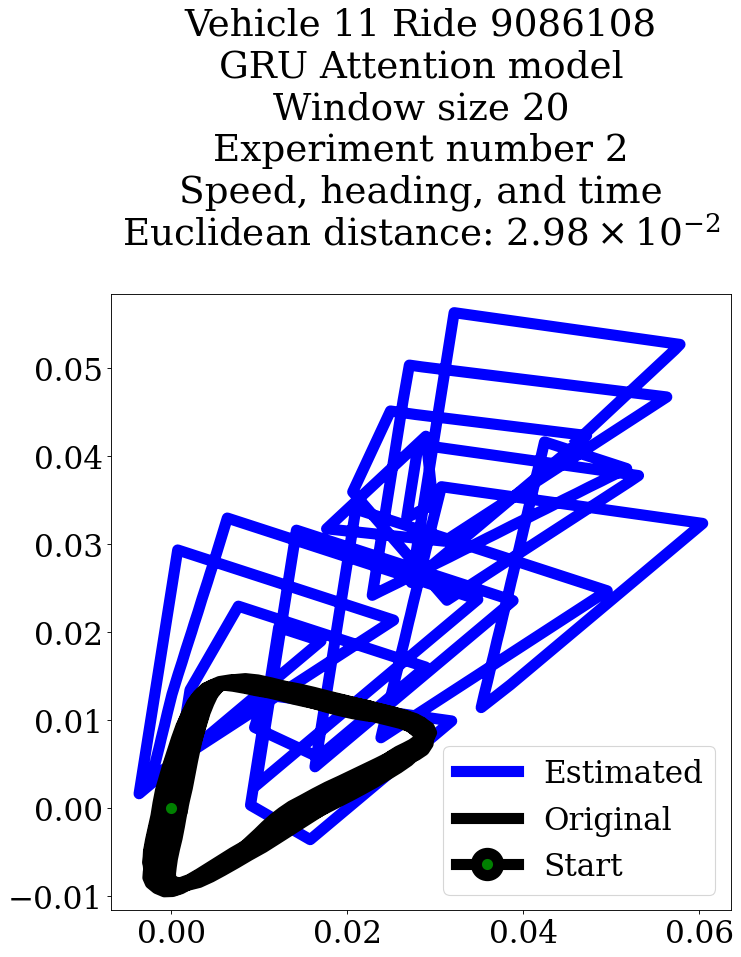 Vehicle 11 Ride 9086108
GRU Attention model
Window size 20
Experiment number 2
Speed, heading, and time
Euclidean distance: 2.98 × 10⁻²
0.05
0.04
0.03
0.02
0.01
0.00
−0.01
Estimated
Original
Start
0.00 0.02 0.04 0.06